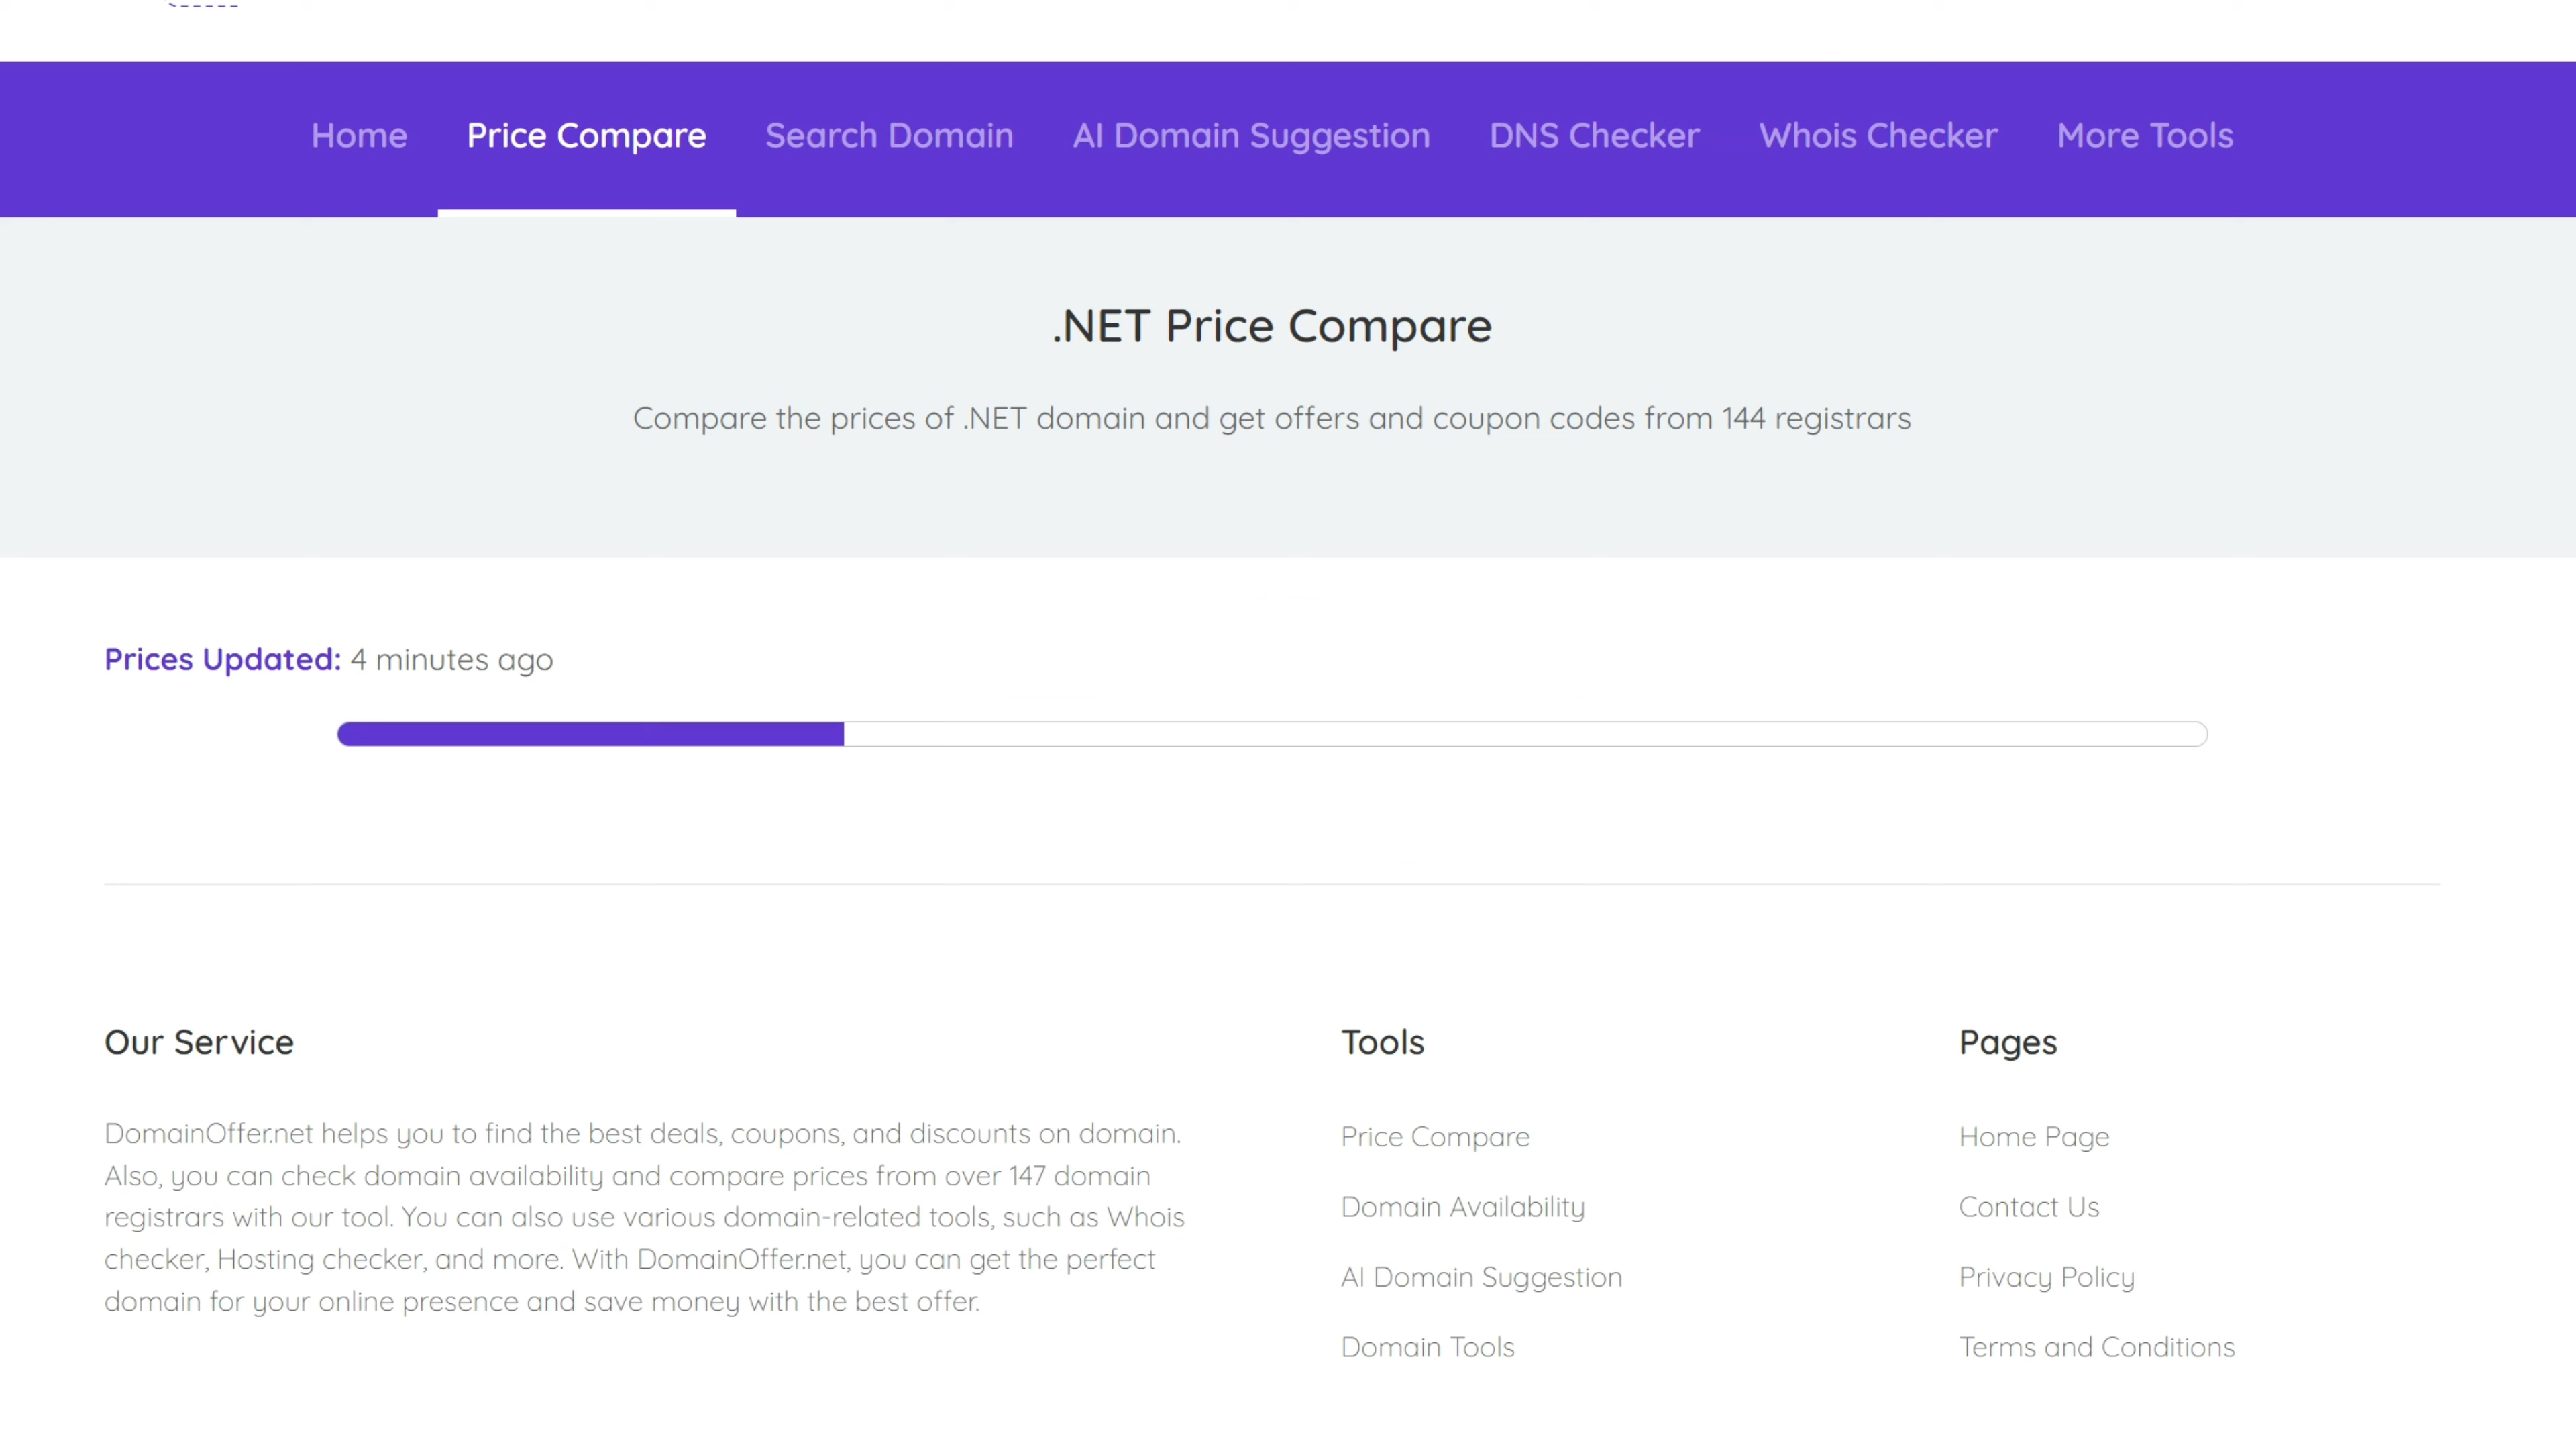 Home Price Compare Search Domain AI Domain Suggestion DNS Checker Whois Checker More Tools
.NET Price Compare
Compare the prices of .NET domain and get offers and coupon codes from 144 registrars
Prices Updated: 4 minutes ago
Our Service
DomainOffer.net helps you to find the best deals, coupons, and discounts on domain.
Also, you can check domain availability and compare prices from over 147 domain
registrars with our tool. You can also use various domain-related tools, such as Whois
checker, Hosting checker, and more. With DomainOffer.net, you can get the perfect
domain for your online presence and save money with the best offer.
Tools
Price Compare
Domain Availability
AI Domain Suggestion
Domain Tools
Pages
Home Page
Contact Us
Privacy Policy
Terms and Conditions